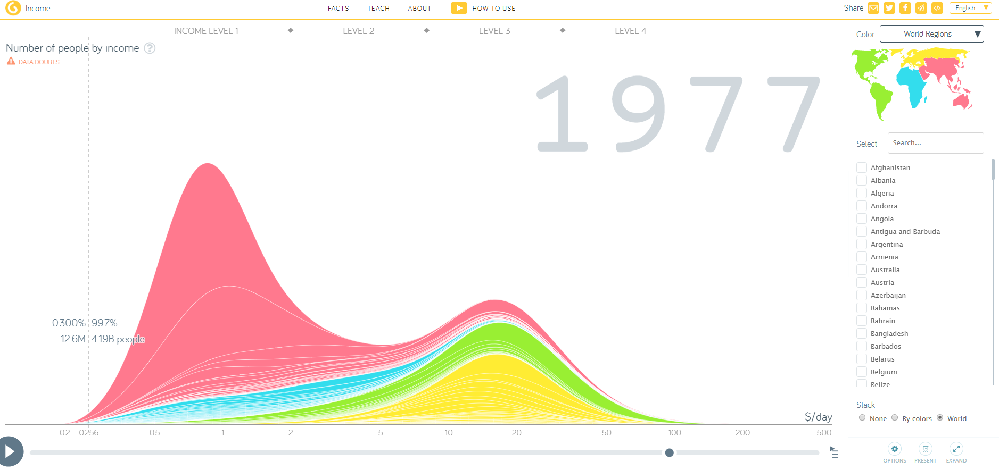 Income
FACTS TEACH ABOUT HOW TO USE
Share
English
INCOME LEVEL 1 LEVEL 2 LEVEL 3 LEVEL 4
Number of people by income ?
DATA DOUBTS
1977
Color World Regions
Select Search...
Afghanistan
Albania
Algeria
Andorra
Angola
Antigua and Barbuda
Argentina
Armenia
Australia
Austria
Azerbaijan
Bahamas
Bahrain
Bangladesh
Barbados
Belarus
Belgium
Belize
0.300% 99.7%
12.6M 4.19B people
$/day
0.2 0.256 0.5 1 2 5 10 20 50 100 200 500
Stack
None By colors World
OPTIONS PRESENT EXPAND